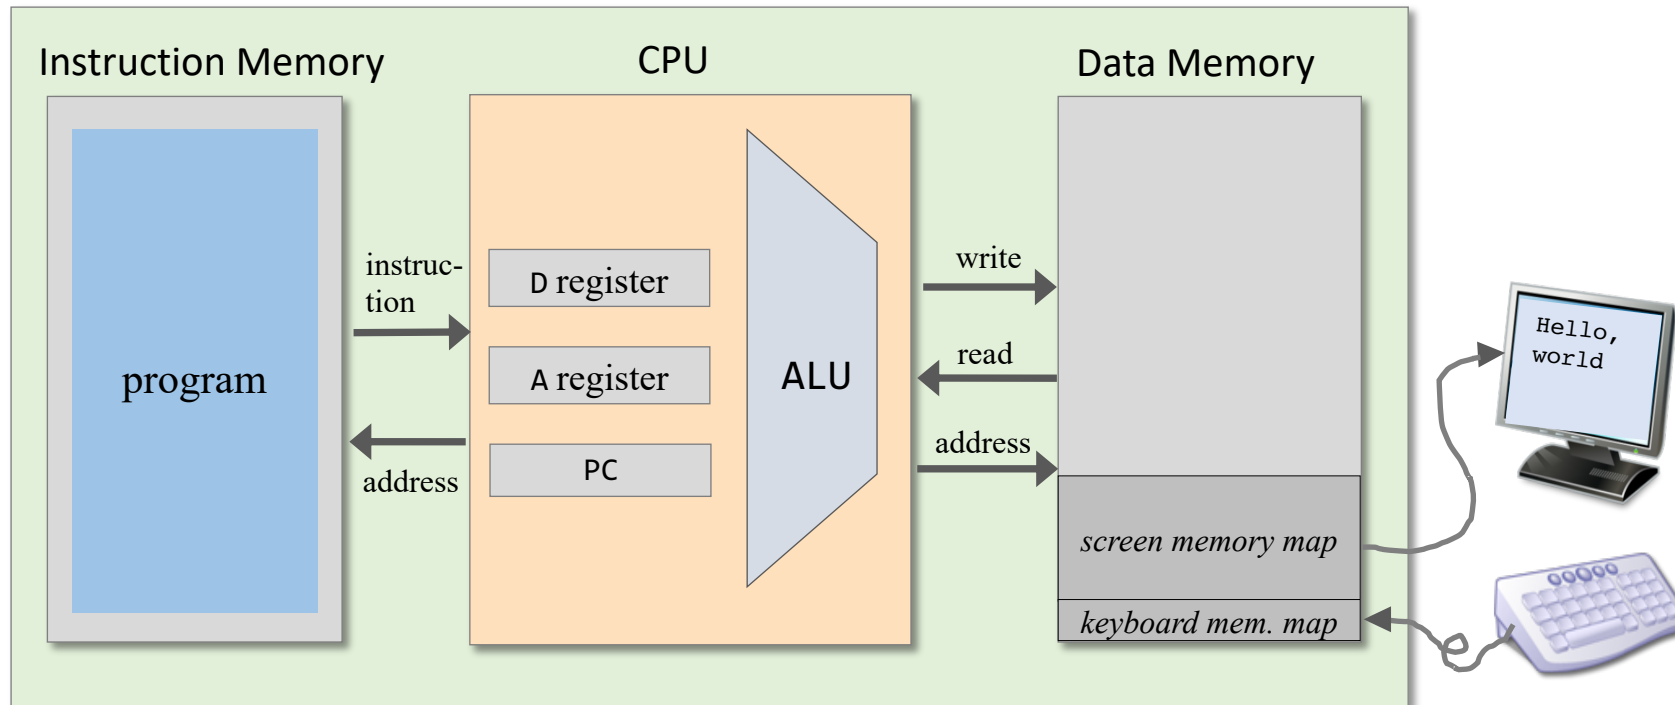 Instruction Memory
CPU
Data Memory
program
instruc-
tion
address
D register
A register
PC
ALU
write
read
address
screen memory map
keyboard mem. map
Hello,
world